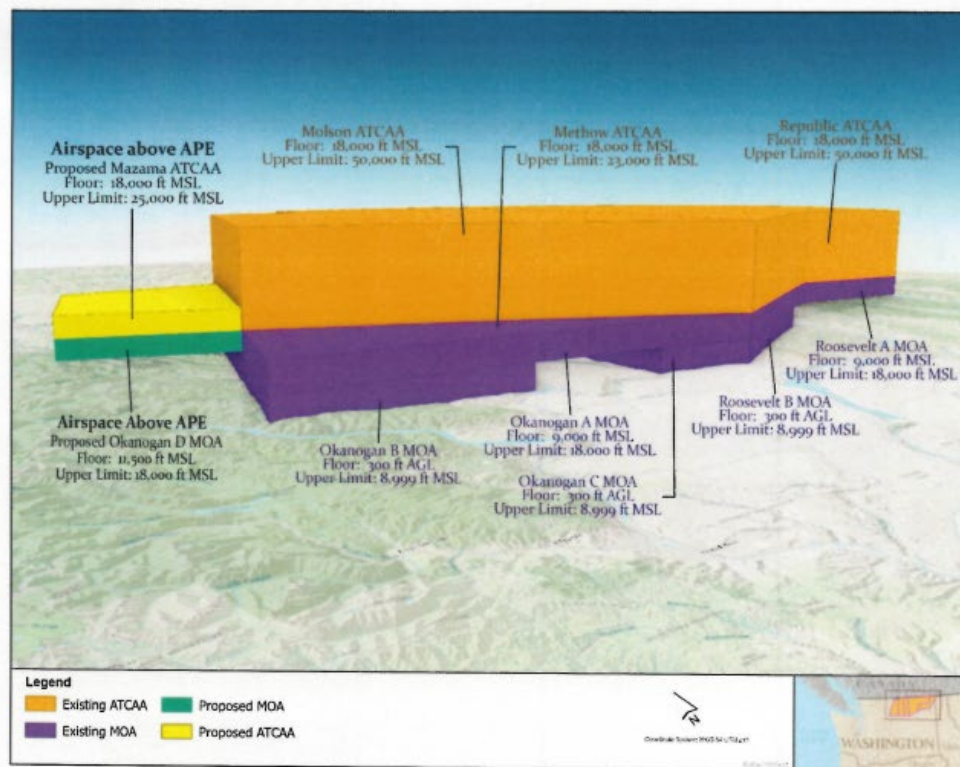 Airspace above APE
Proposed Mazama ATCAA
Floor: 18,000 ft MSL
Upper Limit: 25,000 ft MSL
Molson ATCAA
Floor: 18,000 ft MSL
Upper Limit: 50,000 ft MSL
Methow ATCAA
Floor: 18,000 ft MSL
Upper Limit: 23,000 ft MSL
Republic ATCAA
Floor: 18,000 ft MSL
Upper Limit: 50,000 ft MSL
Airspace Above APE
Proposed Okanogan D MOA
Floor: 11,500 ft MSL
Upper Limit: 18,000 ft MSL
Okanogan B MOA
Floor: 300 ft AGL
Upper Limit: 8,999 ft MSL
Okanogan A MOA
Floor: 9,000 ft MSL
Upper Limit: 18,000 ft MSL
Okanogan C MOA
Floor: 300 ft AGL
Upper Limit: 8,999 ft MSL
Roosevelt B MOA
Floor: 300 ft AGL
Upper Limit: 8,999 ft MSL
Roosevelt A MOA
Floor: 9,000 ft MSL
Upper Limit: 18,000 ft MSL
Legend
Existing ATCAA
Proposed MOA
Existing MOA
Proposed ATCAA
N
Coordinate System:
CANADA
WASHINGTON